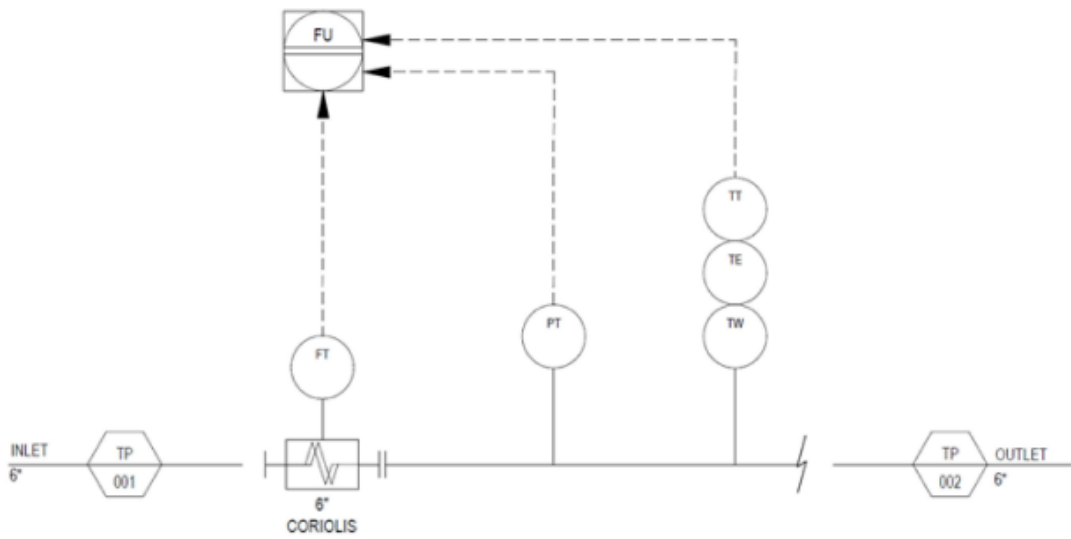 FU
TT
TE
FT
PT
TW
INLET
6"
TP
001
6"
CORIOLIS
TP
002
OUTLET
6"